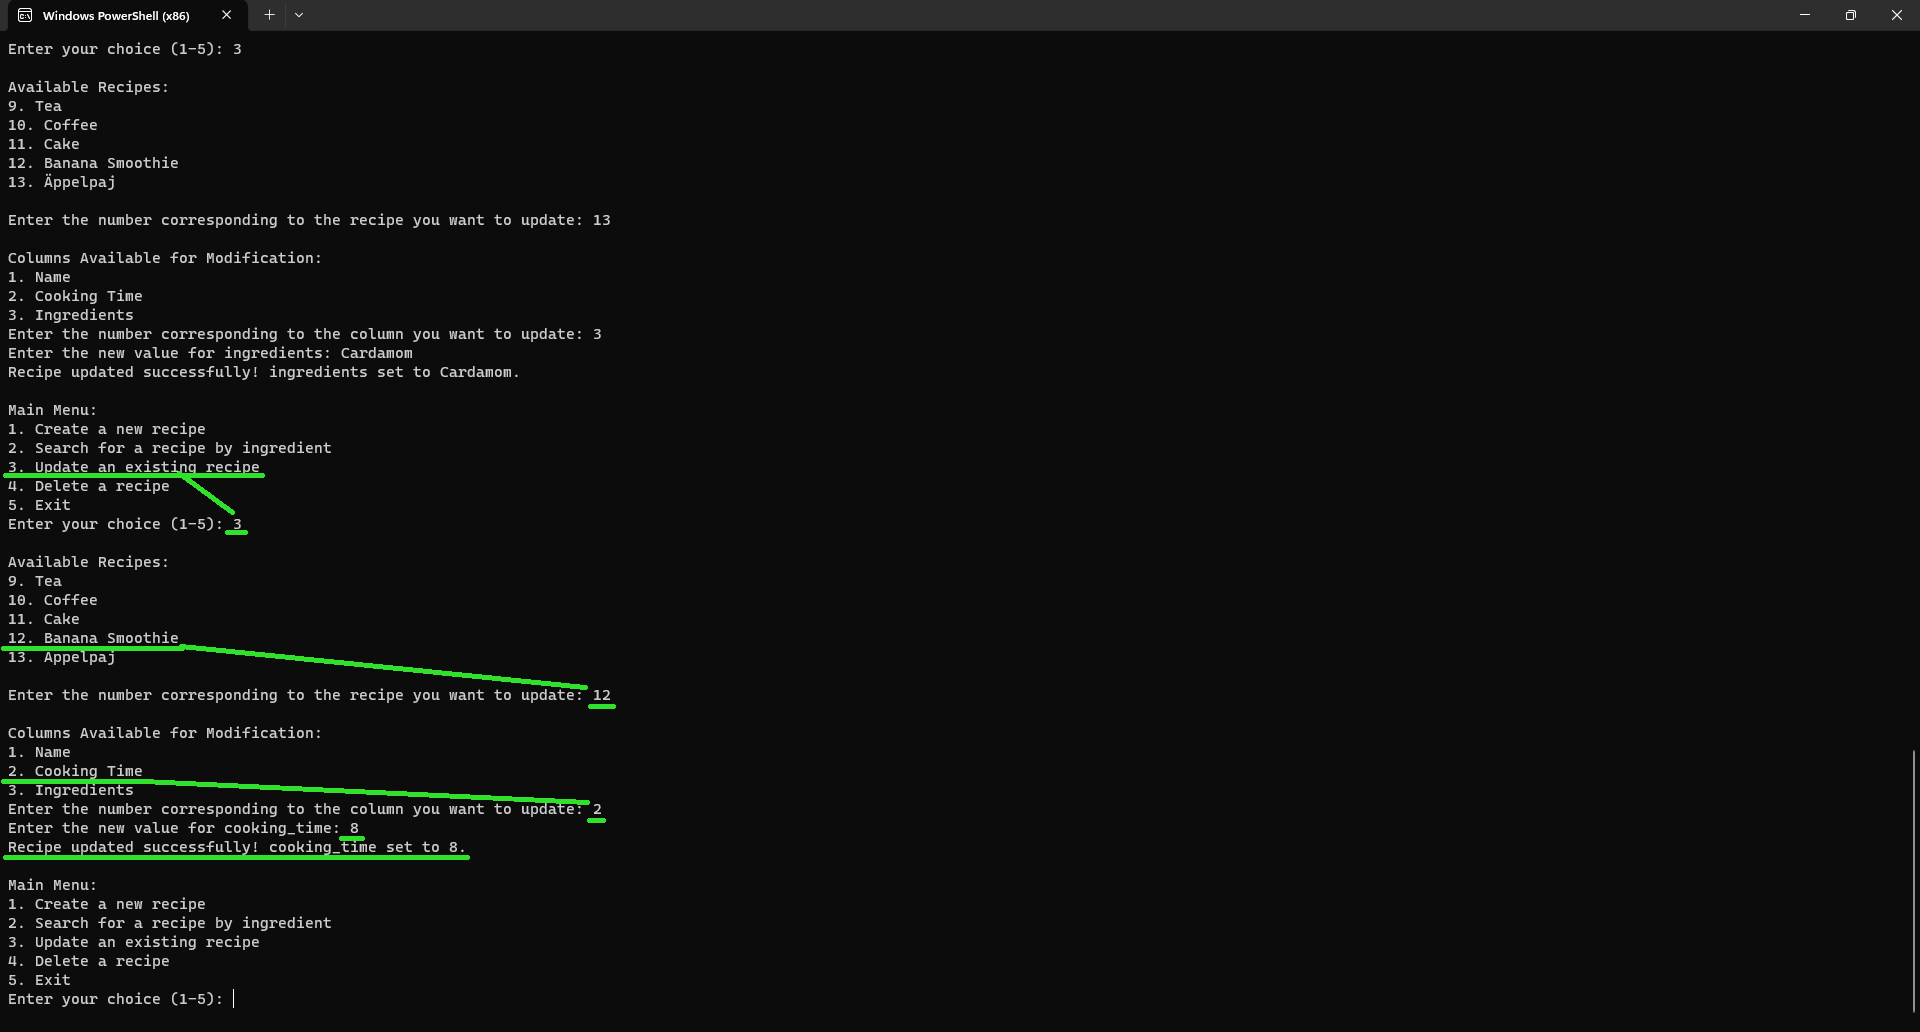 Windows PowerShell (x86)
Enter your choice (1-5): 3
Available Recipes:
9. Tea
10. Coffee
11. Cake
12. Banana Smoothie
13. Äppelpaj
Enter the number corresponding to the recipe you want to update: 13
Columns Available for Modification:
1. Name
2. Cooking Time
3. Ingredients
Enter the number corresponding to the column you want to update: 3
Enter the new value for ingredients: Cardamom
Recipe updated successfully! ingredients set to Cardamom.
Main Menu:
1. Create a new recipe
2. Search for a recipe by ingredient
3. Update an existing recipe
4. Delete a recipe
5. Exit
Enter your choice (1-5): 3
Available Recipes:
9. Tea
10. Coffee
11. Cake
12. Banana Smoothie
13. Äppelpaj
Enter the number corresponding to the recipe you want to update: 12
Columns Available for Modification:
1. Name
2. Cooking Time
3. Ingredients
Enter the number corresponding to the column you want to update: 2
Enter the new value for cooking_time: 8
Recipe updated successfully! cooking_time set to 8.
Main Menu:
1. Create a new recipe
2. Search for a recipe by ingredient
3. Update an existing recipe
4. Delete a recipe
5. Exit
Enter your choice (1-5):